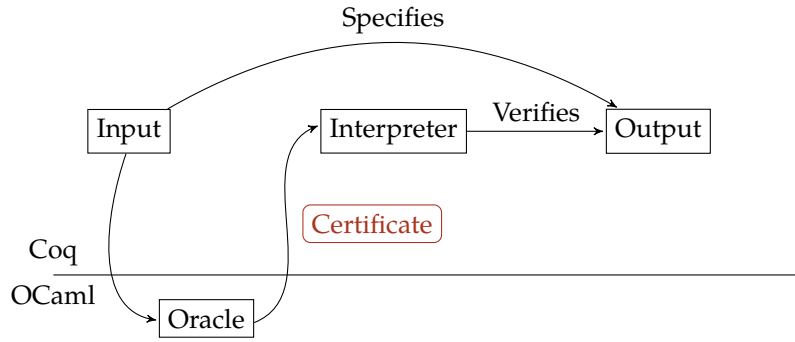 Specifies
Input
Interpreter
Verifies
Output
Certificate
Coq
OCaml
Oracle